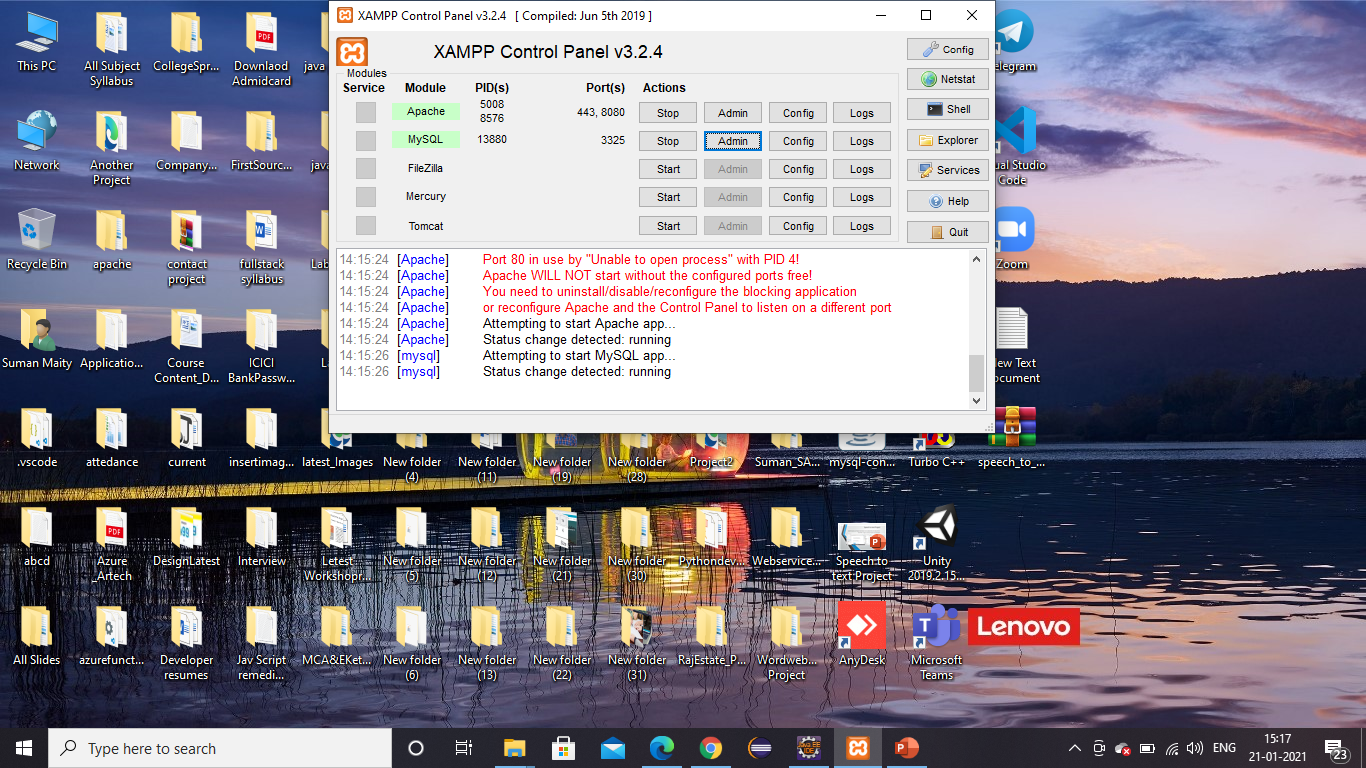 XAMPP Control Panel v3.2.4 [ Compiled: Jun 5th 2019 ]
XAMPP Control Panel v3.2.4
Config
Modules
Service Module PID(s) Port(s) Actions
Netstat
Apache 5008 8576 443, 8080 Stop Admin Config Logs
Shell
MySQL 13880 3325 Stop Admin Config Logs
Explorer
FileZilla Start Admin Config Logs
Services
Mercury Start Admin Config Logs
Help
Tomcat Start Admin Config Logs
Quit
14:15:24 [Apache] Port 80 in use by "Unable to open process" with PID 4!
14:15:24 [Apache] Apache WILL NOT start without the configured ports free!
14:15:24 [Apache] You need to uninstall/disable/reconfigure the blocking application
14:15:24 [Apache] or reconfigure Apache and the Control Panel to listen on a different port
14:15:24 [Apache] Attempting to start Apache app...
14:15:24 [Apache] Status change detected: running
14:15:26 [mysql] Attempting to start MySQL app...
14:15:26 [mysql] Status change detected: running
This PC
All Subject
Syllabus
CollegeSpr...
PDF
Downlaod
Admidcard
java
elegram
Network
Another
Project
Company...
FirstSourc...
java
ual Studio
Code
Recycle Bin
apache
contact
project
fullstack
syllabus
Lab
Zoom
Suman Maity
Applicatio...
Course
Content_D...
ICICI
BankPassw...
ew Text
ocument
.vscode
attedance
current
insertimag...
latest_Images
New folder
(4)
New folder
(11)
New folder
(19)
New folder
(28)
Project2
Suman_SA...
mysql-con...
Turbo C++
speech_to_...
abcd
PDF
Azure
_Artech
DesignLatest
Interview
Letest
Workshopr...
New folder
(5)
New folder
(12)
New folder
(21)
New folder
(30)
Pythondev...
Webservice...
Speech to
text Project
Unity
2019.2.15...
All Slides
azurefunct...
Developer
resumes
Jav Script
remedi...
MCA&EKet...
New folder
(6)
New folder
(13)
New folder
(22)
New folder
(31)
RajEstate_P...
Wordweb...
Project
AnyDesk
Microsoft
Teams
Lenovo
Type here to search
ENG
15:17
21-01-2021
23